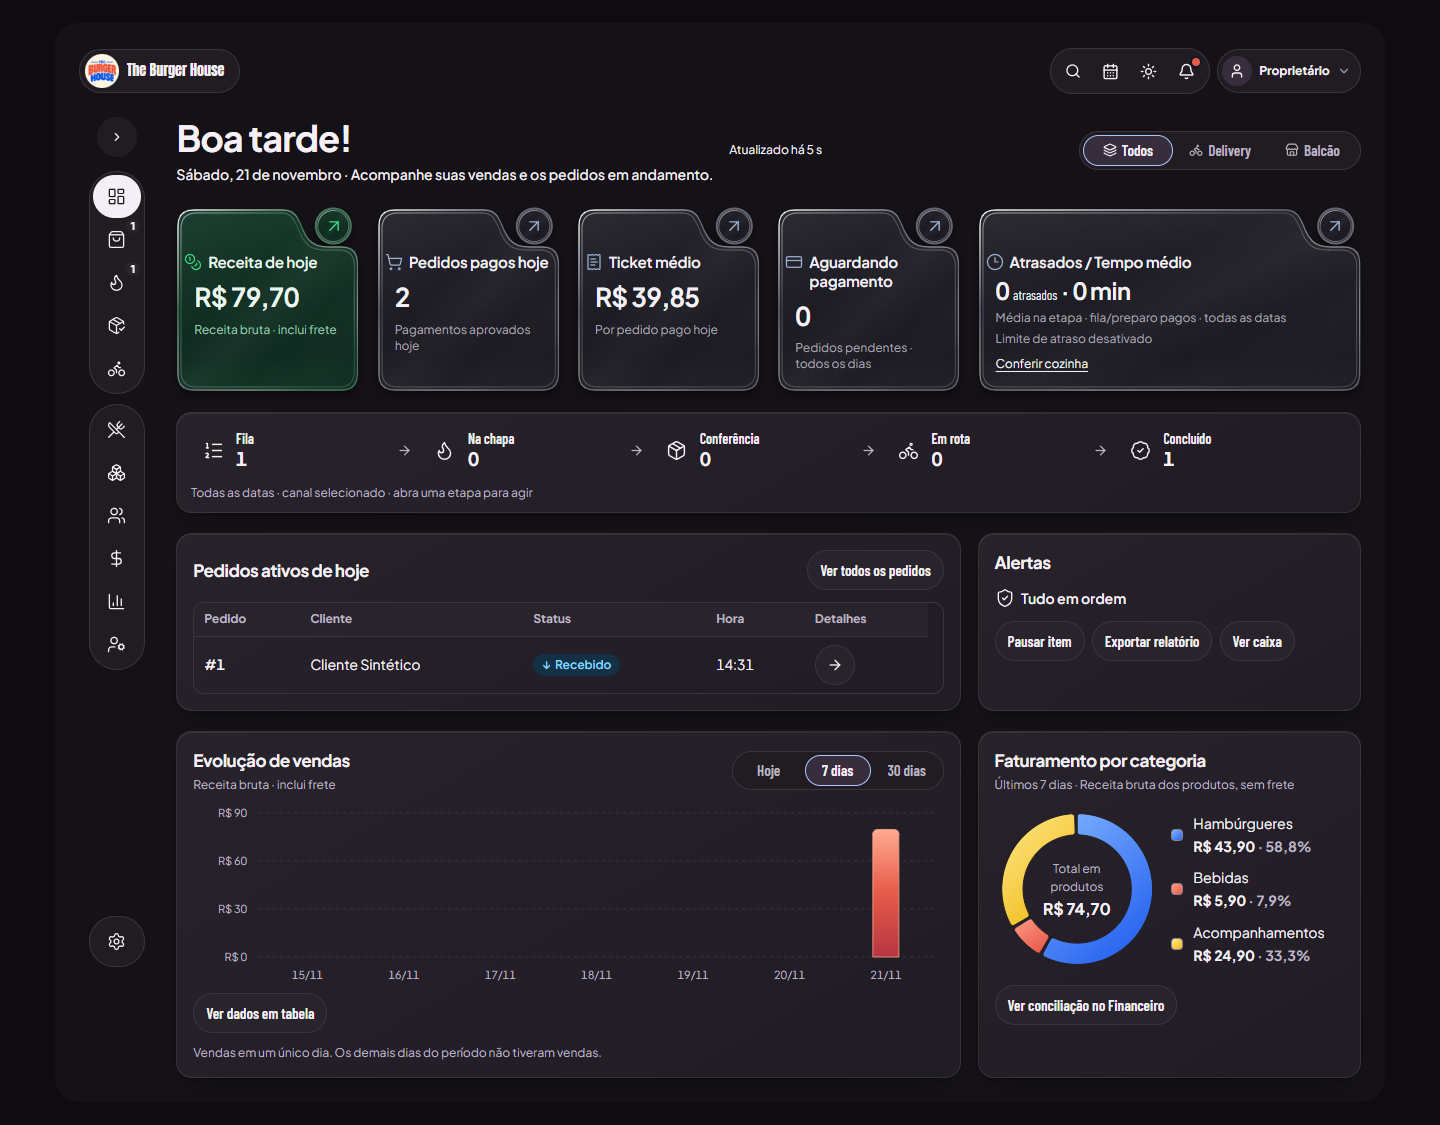 THE BURGER HOUSE
The Burger House
Proprietário
Boa tarde!
Sábado, 21 de novembro · Acompanhe suas vendas e os pedidos em andamento.
Atualizado há 5 s
Todos
Delivery
Balcão
1
1
Receita de hoje
R$ 79,70
Receita bruta · inclui frete
Pedidos pagos hoje
2
Pagamentos aprovados
hoje
Ticket médio
R$ 39,85
Por pedido pago hoje
Aguardando
pagamento
0
Pedidos pendentes ·
todos os dias
Atrasados / Tempo médio
0 atrasados · 0 min
Média na etapa · fila/preparo pagos · todas as datas
Limite de atraso desativado
Conferir cozinha
Fila
1
Na chapa
0
Conferência
0
Em rota
0
Concluído
1
Todas as datas · canal selecionado · abra uma etapa para agir
Pedidos ativos de hoje
Ver todos os pedidos
Pedido Cliente Status Hora Detalhes
#1 Cliente Sintético Recebido 14:31
Alertas
Tudo em ordem
Pausar item
Exportar relatório
Ver caixa
Evolução de vendas
Receita bruta · inclui frete
Hoje
7 dias
30 dias
R$ 90
R$ 60
R$ 30
R$ 0
15/11 16/11 17/11 18/11 19/11 20/11 21/11
Ver dados em tabela
Vendas em um único dia. Os demais dias do período não tiveram vendas.
Faturamento por categoria
Últimos 7 dias · Receita bruta dos produtos, sem frete
Total em
produtos
R$ 74,70
Hambúrgueres
R$ 43,90 · 58,8%
Bebidas
R$ 5,90 · 7,9%
Acompanhamentos
R$ 24,90 · 33,3%
Ver conciliação no Financeiro